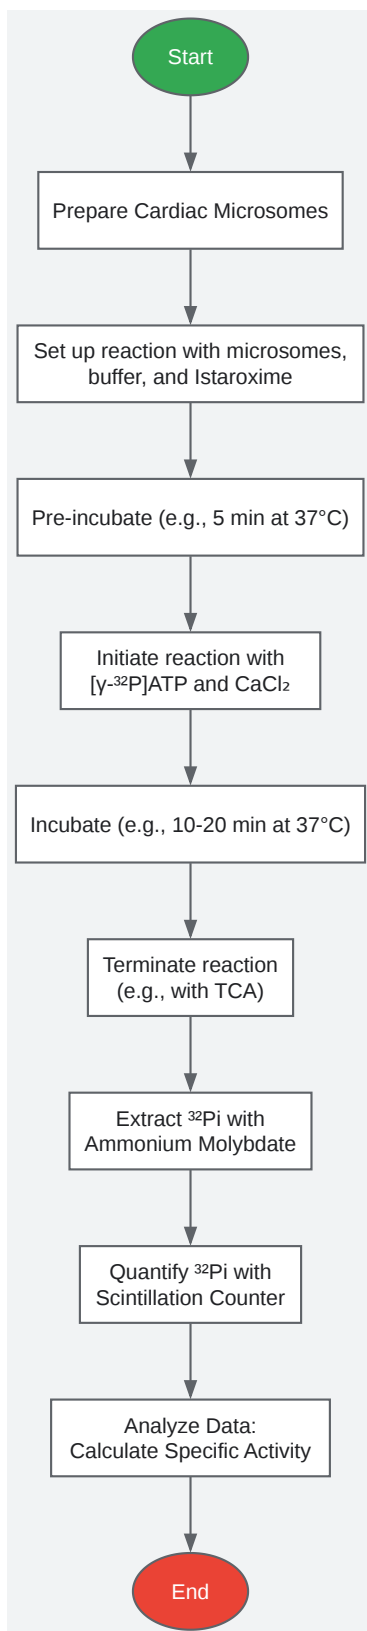 Start
Prepare Cardiac Microsomes
Set up reaction with microsomes,
buffer, and Istaroxime
Pre-incubate (e.g., 5 min at 37°C)
Initiate reaction with
[γ-³²P]ATP and CaCl₂
Incubate (e.g., 10-20 min at 37°C)
Terminate reaction
(e.g., with TCA)
Extract ³²Pi with
Ammonium Molybdate
Quantify ³²Pi with
Scintillation Counter
Analyze Data:
Calculate Specific Activity
End